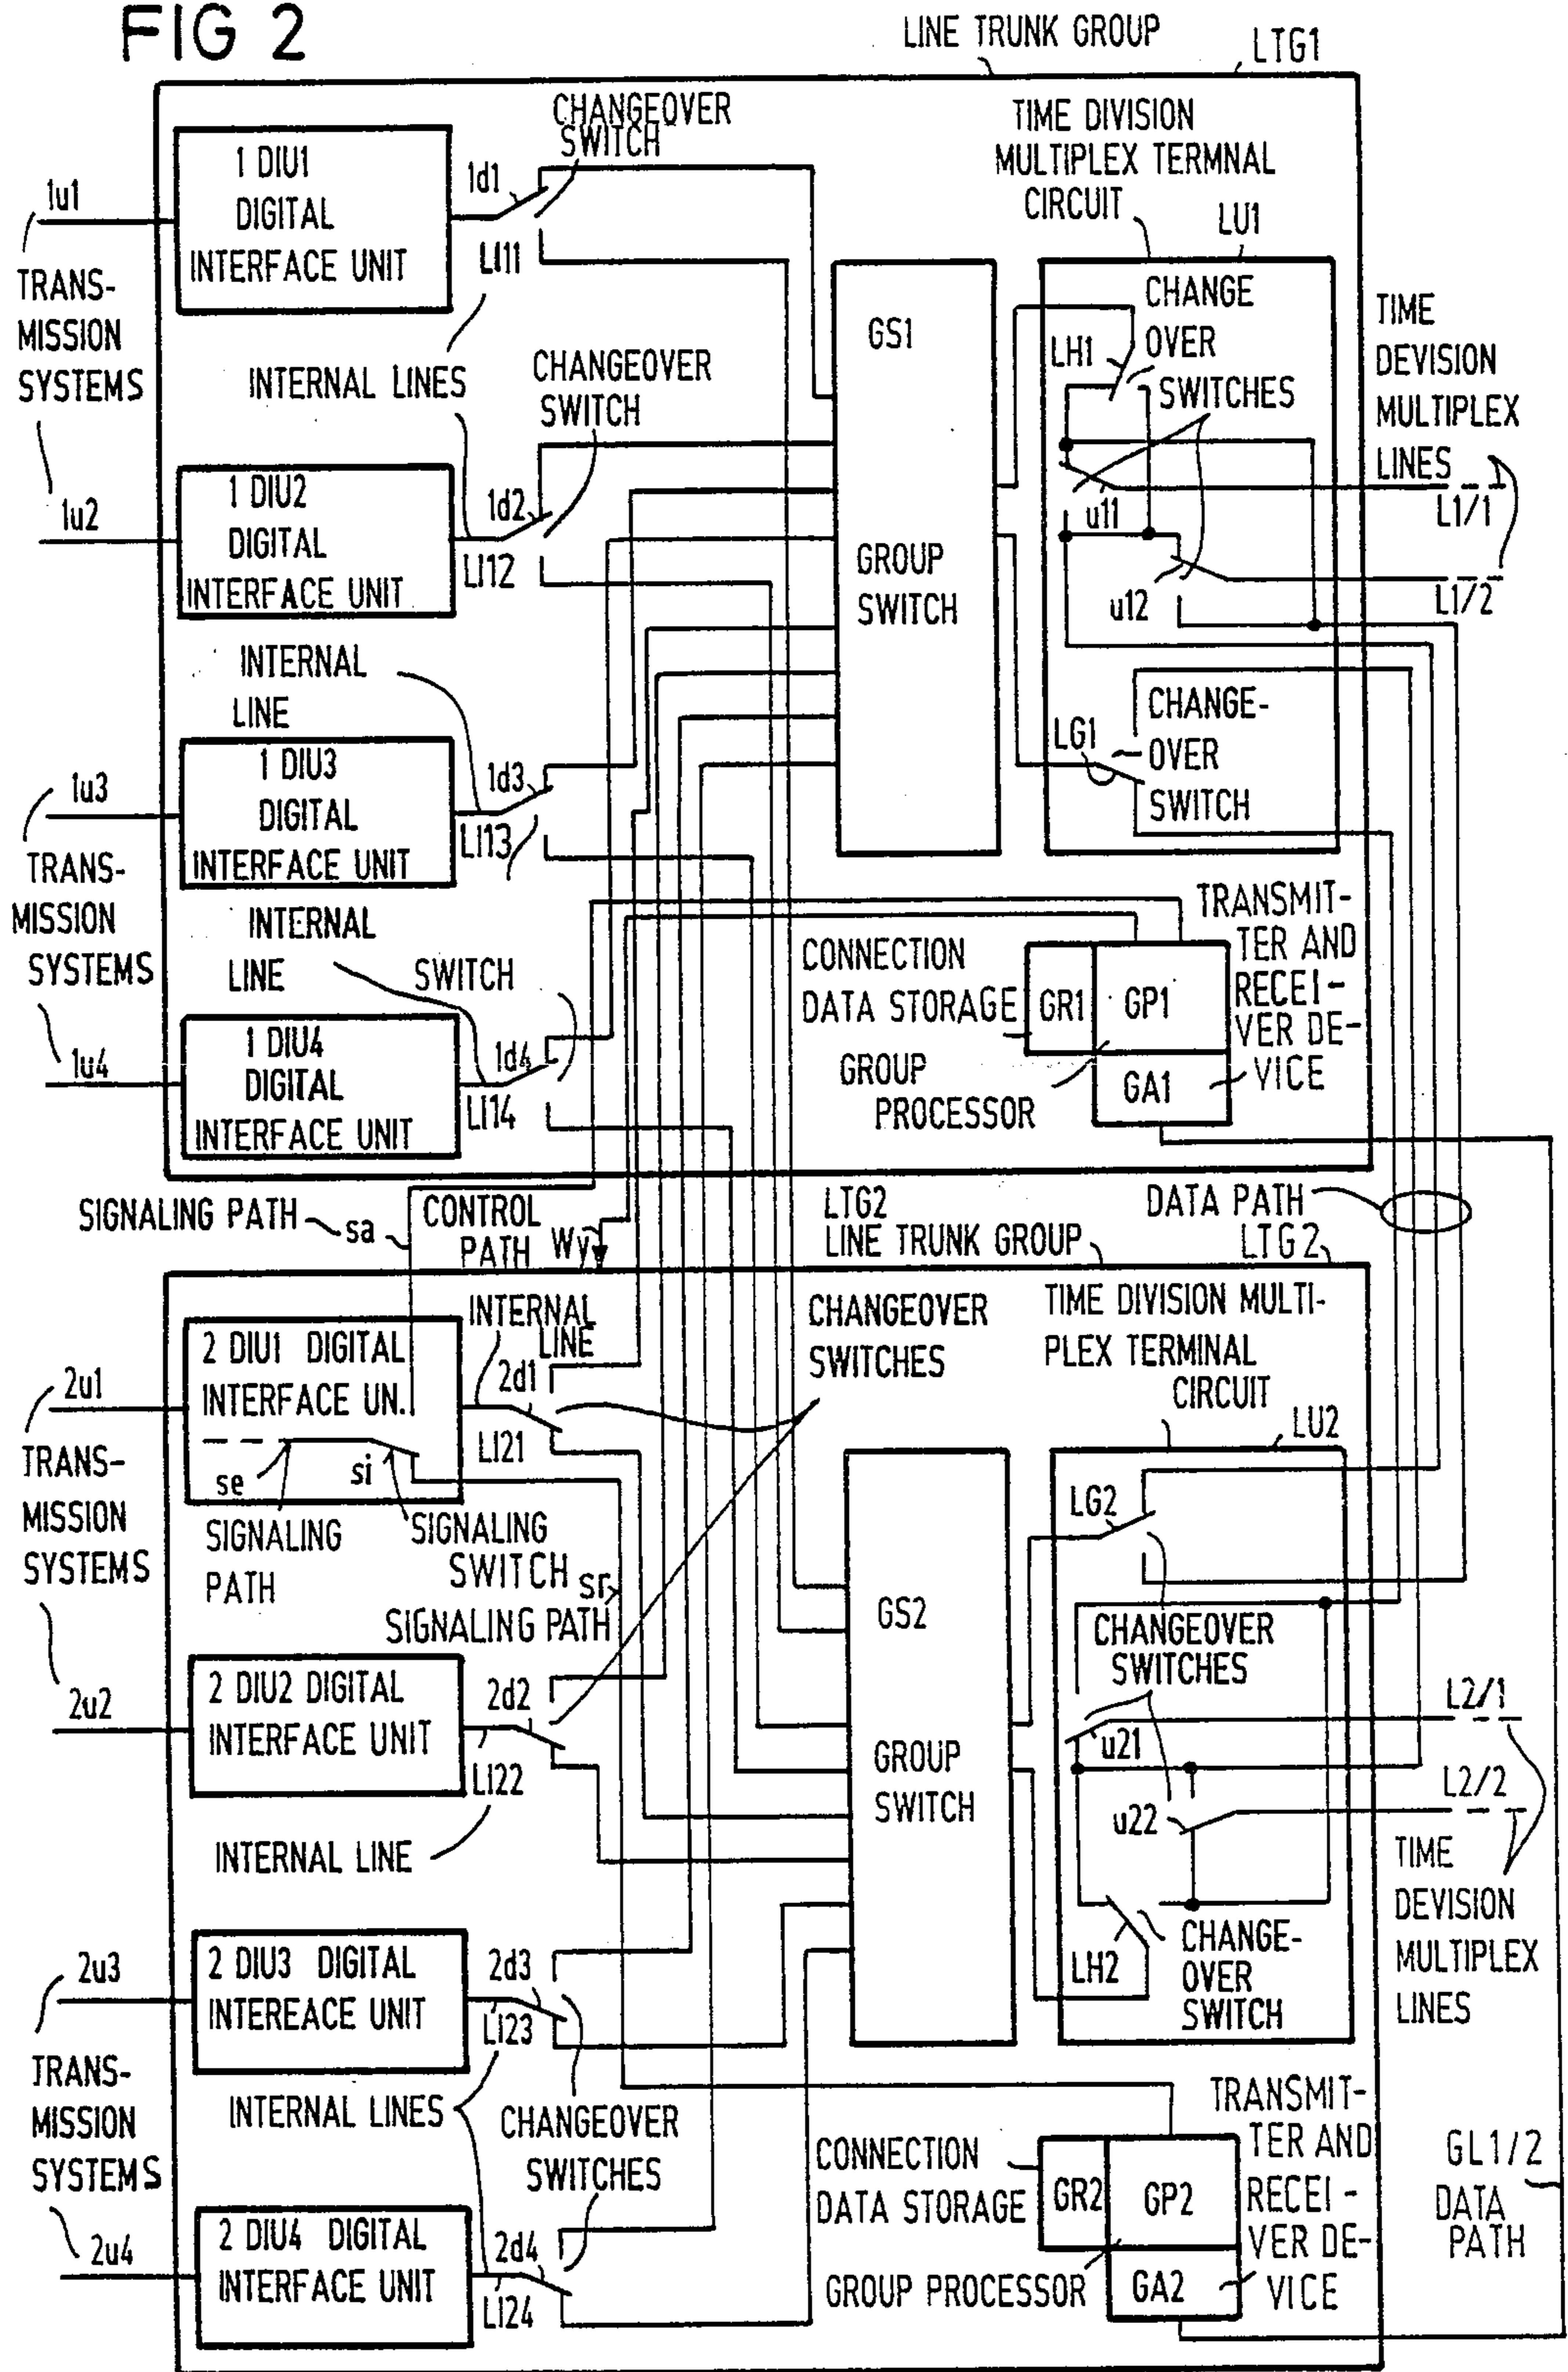 FIG 2
LINE TRUNK GROUP
LTG1
CHANGEOVER
SWITCH
TIME DIVISION
MULTIPLEX TERMNAL
CIRCUIT
LU1
1 DIU1
DIGITAL
INTERFACE UNIT
1u1
1d1
LI11
TRANS-
MISSION
SYSTEMS
INTERNAL LINES
CHANGEOVER
SWITCH
GS1
GROUP
SWITCH
CHANGE
OVER
SWITCHES
LH1
TIME
DEVISION
MULTIPLEX
LINES
L1/1
u11
L1/2
u12
1u2
1 DIU2
DIGITAL
INTERFACE UNIT
1d2
LI12
INTERNAL
LINE
CHANGE-
OVER
SWITCH
LG1
1u3
1 DIU3
DIGITAL
INTERFACE UNIT
1d3
LI13
TRANS-
MISSION
SYSTEMS
INTERNAL
LINE
SWITCH
CONNECTION
DATA STORAGE
GR1
GP1
GA1
TRANSMIT-
TER AND
RECEI-
VER DE-
VICE
GROUP
PROCESSOR
1u4
1 DIU4
DIGITAL
INTERFACE UNIT
1d4
LI14
SIGNALING PATH
sa
CONTROL
PATH
Wy
LTG2
LINE TRUNK GROUP
DATA PATH
LTG2
2 DIU1 DIGITAL
INTERFACE UN.
2u1
INTERNAL
LINE
2d1
LI21
se
si
CHANGEOVER
SWITCHES
TIME DIVISION MULTI-
PLEX TERMINAL
CIRCUIT
LU2
TRANS-
MISSION
SYSTEMS
SIGNALING
PATH
SIGNALING
SWITCH
sr
SIGNALING PATH
GS2
GROUP
SWITCH
LG2
CHANGEOVER
SWITCHES
L2/1
u21
L2/2
u22
2u2
2 DIU2 DIGITAL
INTERFACE UNIT
2d2
LI22
INTERNAL LINE
TIME
DEVISION
MULTIPLEX
LINES
LH2
CHANGE-
OVER
SWITCH
2u3
2 DIU3 DIGITAL
INTEREACE UNIT
2d3
LI23
TRANS-
MISSION
SYSTEMS
INTERNAL LINES
CHANGEOVER
SWITCHES
CONNECTION
DATA STORAGE
GR2
GP2
GA2
TRANSMIT-
TER AND
RECEI-
VER DE-
VICE
GROUP PROCESSOR
GL1/2
DATA
PATH
2u4
2 DIU4 DIGITAL
INTERFACE UNIT
2d4
LI24